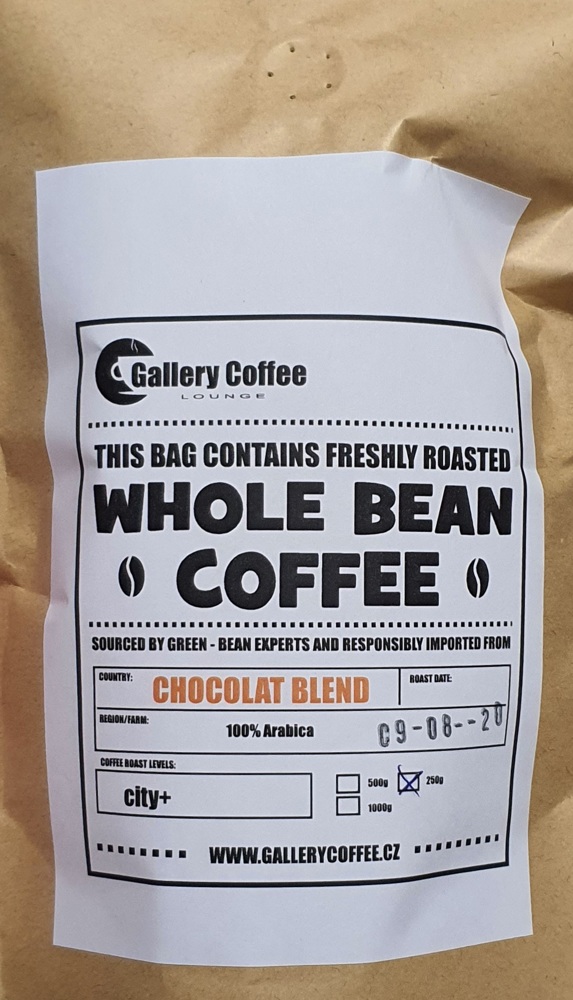 Gallery Coffee
LOUNGE
THIS BAG CONTAINS FRESHLY ROASTED
WHOLE BEAN
COFFEE
SOURCED BY GREEN - BEAN EXPERTS AND RESPONSIBLY IMPORTED FROM
COUNTRY:
CHOCOLAT BLEND
ROAST DATE:
REGION/FARM:
100% Arabica
09-08--20
COFFEE ROAST LEVELS:
city+
500g
250g
1000g
WWW.GALLERYCOFFEE.CZ